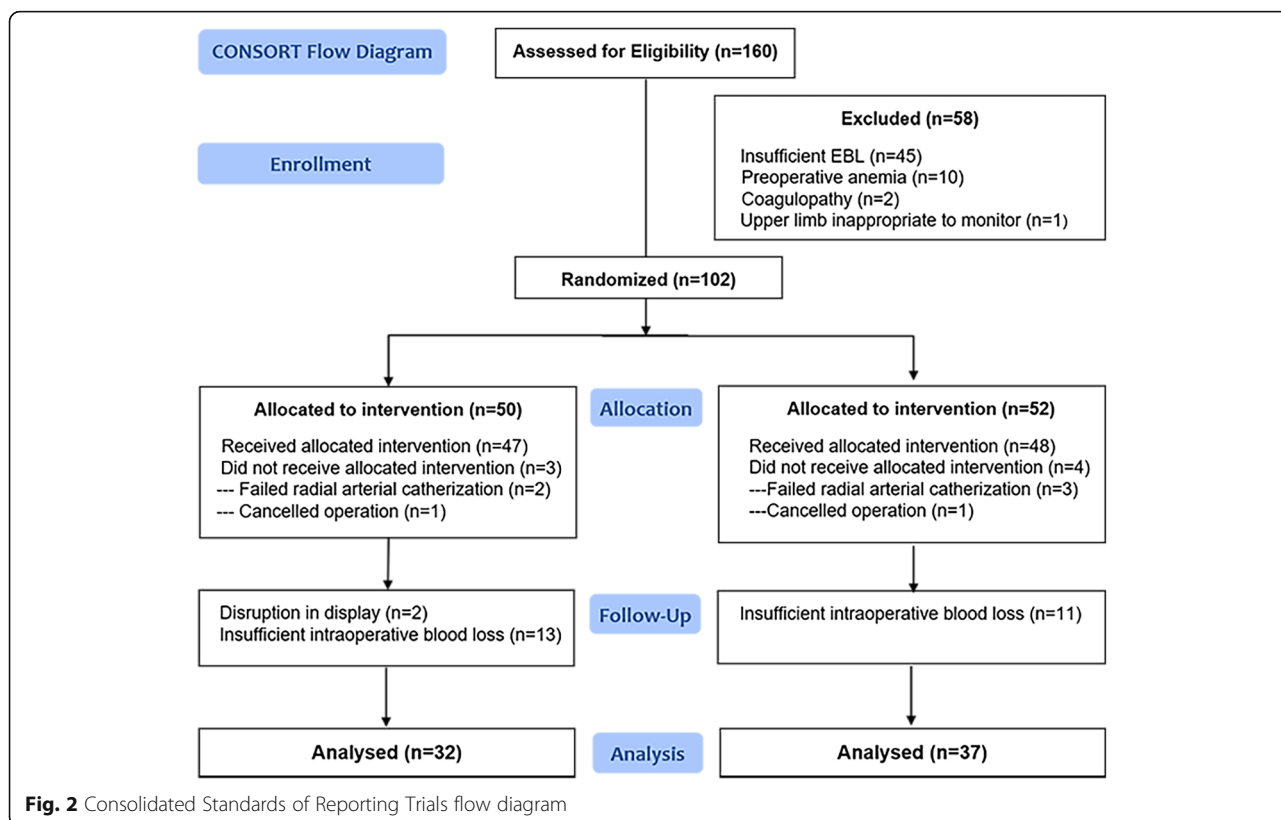 CONSORT Flow Diagram
Assessed for Eligibility (n=160)
Excluded (n=58)
Insufficient EBL (n=45)
Preoperative anemia (n=10)
Coagulopathy (n=2)
Upper limb inappropriate to monitor (n=1)
Enrollment
Randomized (n=102)
Allocated to intervention (n=50)
Received allocated intervention (n=47)
Did not receive allocated intervention (n=3)
--- Failed radial arterial catherization (n=2)
--- Cancelled operation (n=1)
Allocation
Allocated to intervention (n=52)
Received allocated intervention (n=48)
Did not receive allocated intervention (n=4)
---Failed radial arterial catherization (n=3)
---Cancelled operation (n=1)
Disruption in display (n=2)
Insufficient intraoperative blood loss (n=13)
Follow-Up
Insufficient intraoperative blood loss (n=11)
Analysed (n=32)
Analysis
Analysed (n=37)
Fig. 2 Consolidated Standards of Reporting Trials flow diagram